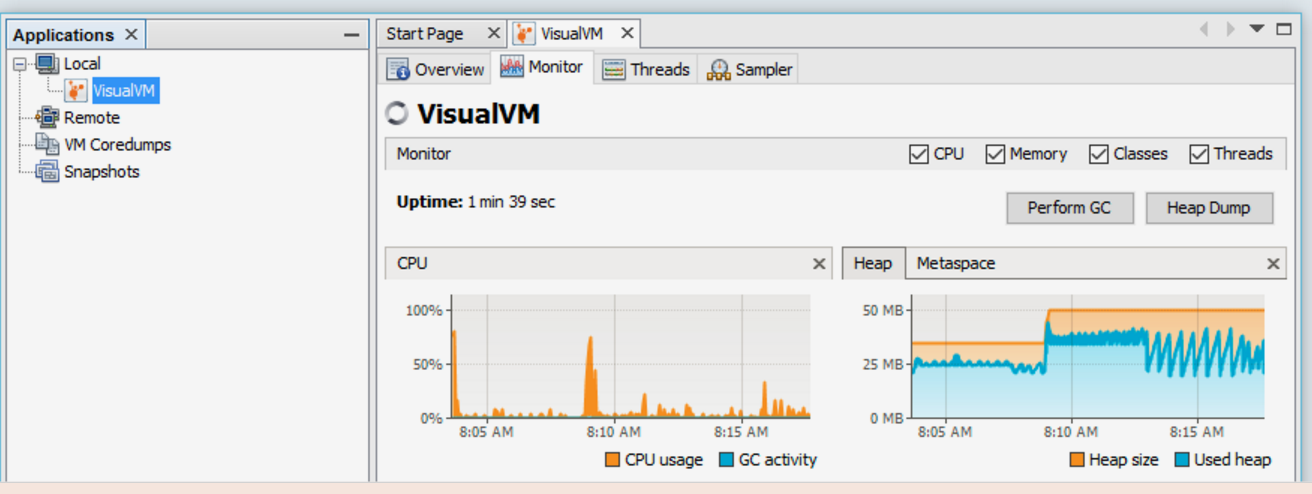 Applications
Local
VisualVM
Remote
VM Coredumps
Snapshots
Start Page
VisualVM
Overview
Monitor
Threads
Sampler
VisualVM
Monitor
CPU
Memory
Classes
Threads
Uptime: 1 min 39 sec
Perform GC
Heap Dump
CPU
100%
50%
0%
8:05 AM 8:10 AM 8:15 AM
CPU usage GC activity
Heap Metaspace
50 MB
25 MB
0 MB
8:05 AM 8:10 AM 8:15 AM
Heap size Used heap